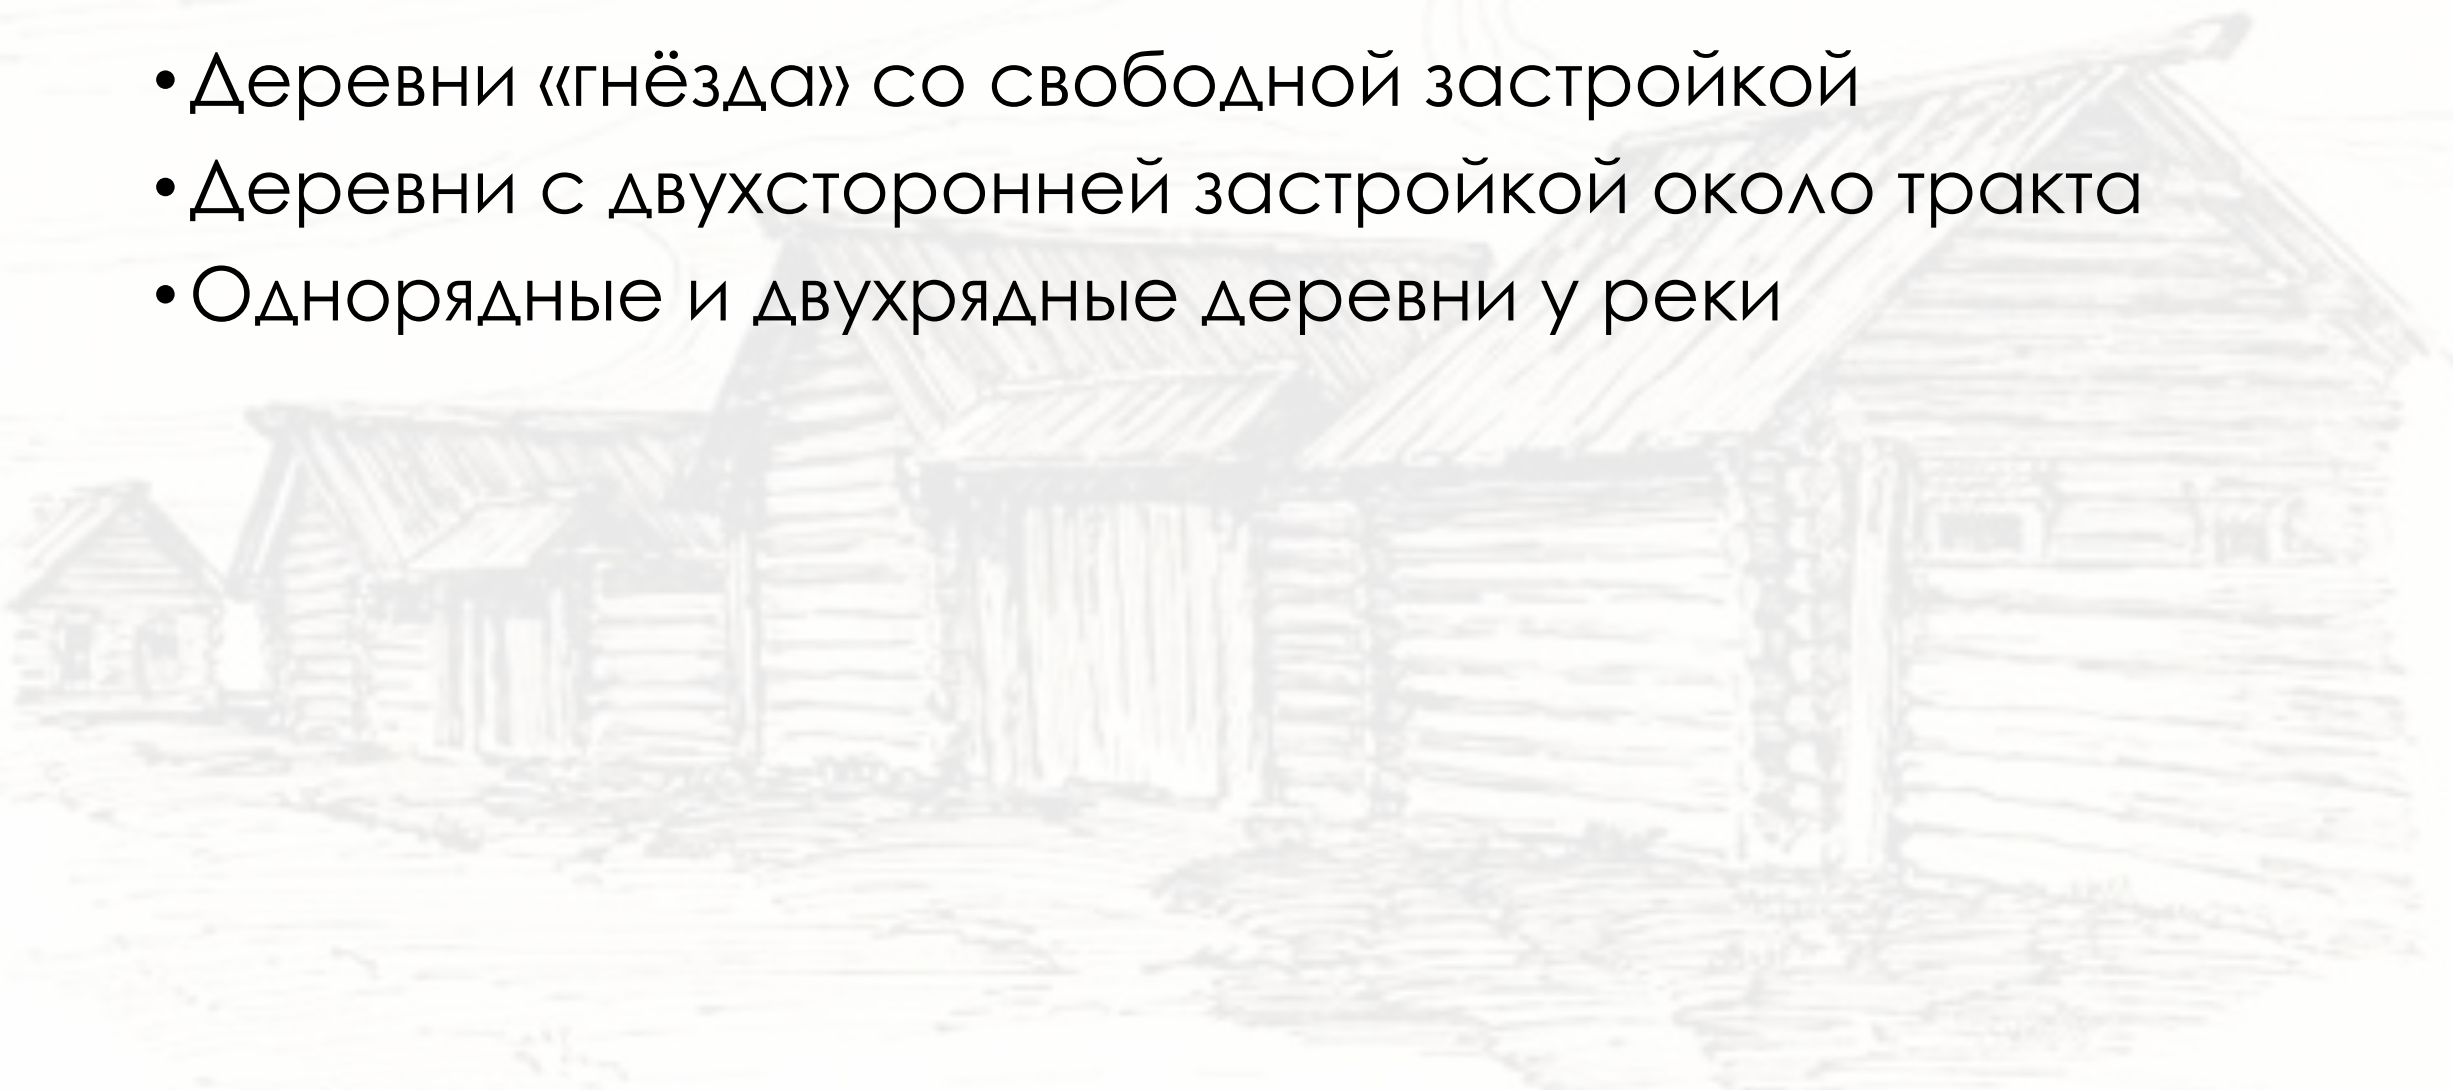 • Деревни «гнёзда» со свободной застройкой
• Деревни с двухсторонней застройкой около тракта
• Однорядные и двухрядные деревни у реки